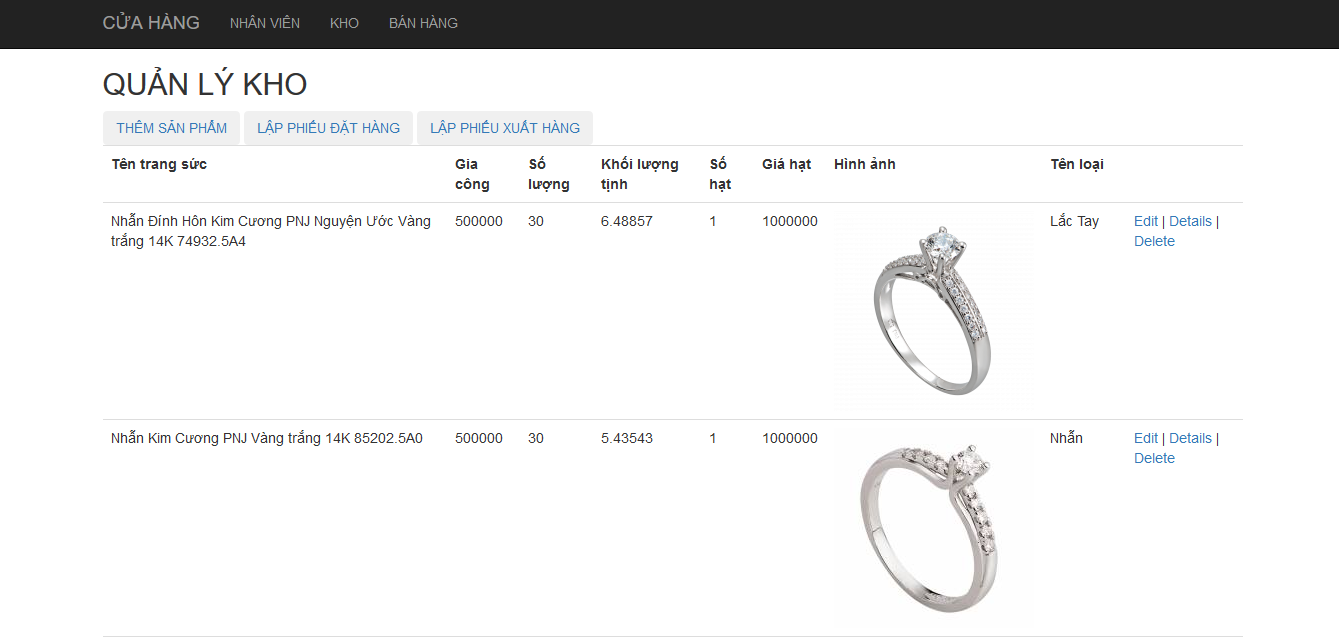 CỬA HÀNG NHÂN VIÊN KHO BÁN HÀNG
QUẢN LÝ KHO
THÊM SẢN PHẨM LẬP PHIẾU ĐẶT HÀNG LẬP PHIẾU XUẤT HÀNG
Tên trang sức Gia công Số lượng Khối lượng tịnh Số hạt Giá hạt Hình ảnh Tên loại
Nhẫn Đính Hôn Kim Cương PNJ Nguyện Ước Vàng trắng 14K 74932.5A4 500000 30 6.48857 1 1000000 Lắc Tay Edit | Details | Delete
Nhẫn Kim Cương PNJ Vàng trắng 14K 85202.5A0 500000 30 5.43543 1 1000000 Nhẫn Edit | Details | Delete